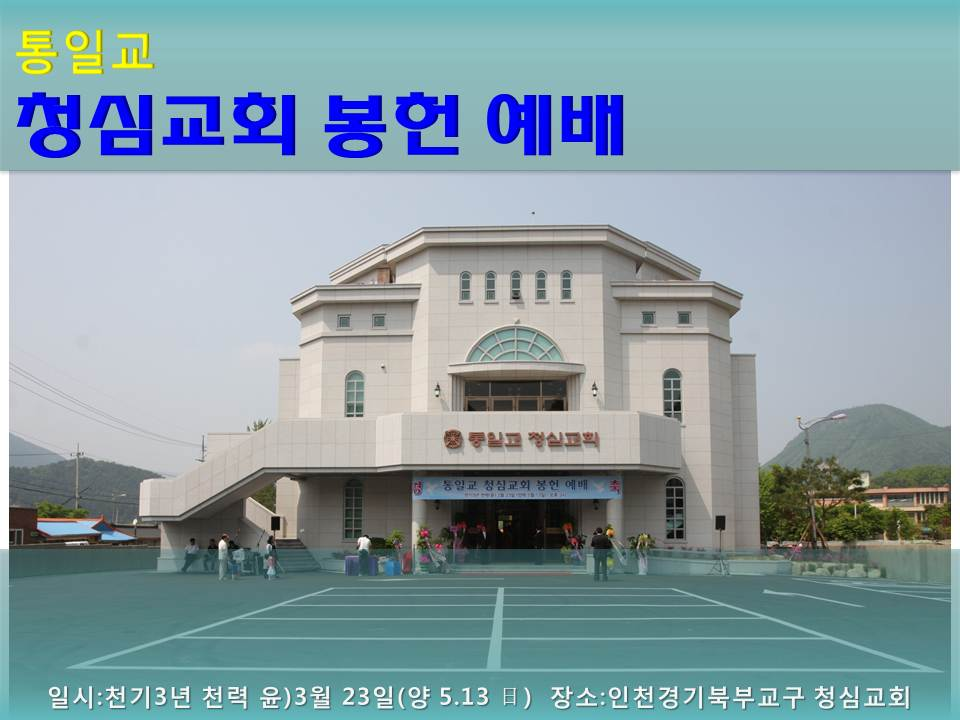 통일교
청심교회 봉헌 예배
통일교 청심교회
통일교 청심교회 봉헌 예배
일시:천기3년 천력 윤)3월 23일(양 5.13 日) 장소:인천경기북부교구 청심교회